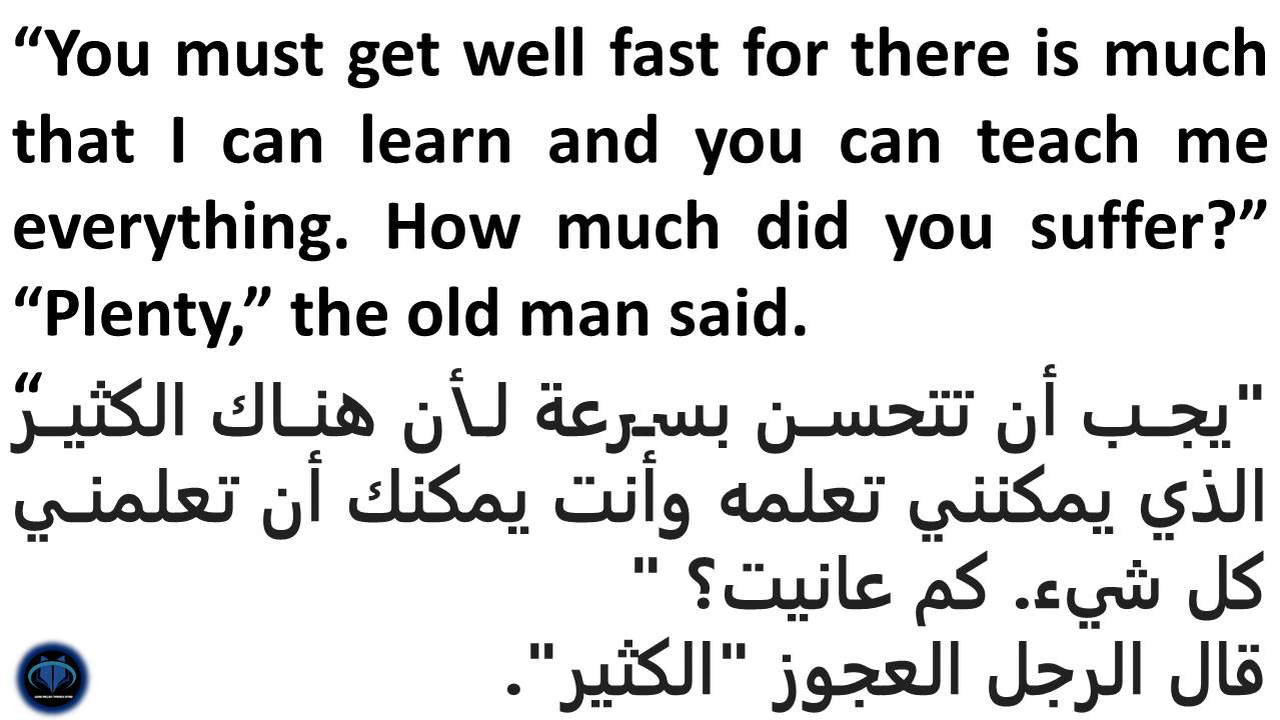 “You must get well fast for there is much
that I can learn and you can teach me
everything. How much did you suffer?”
“Plenty,” the old man said.
"يجب أن تتحسن بسرعة لأن هناك الكثير“
الذي يمكنني تعلمه وأنت يمكنك أن تعلمني
كل شيء. كم عانيت؟ "
قال الرجل العجوز "الكثير".